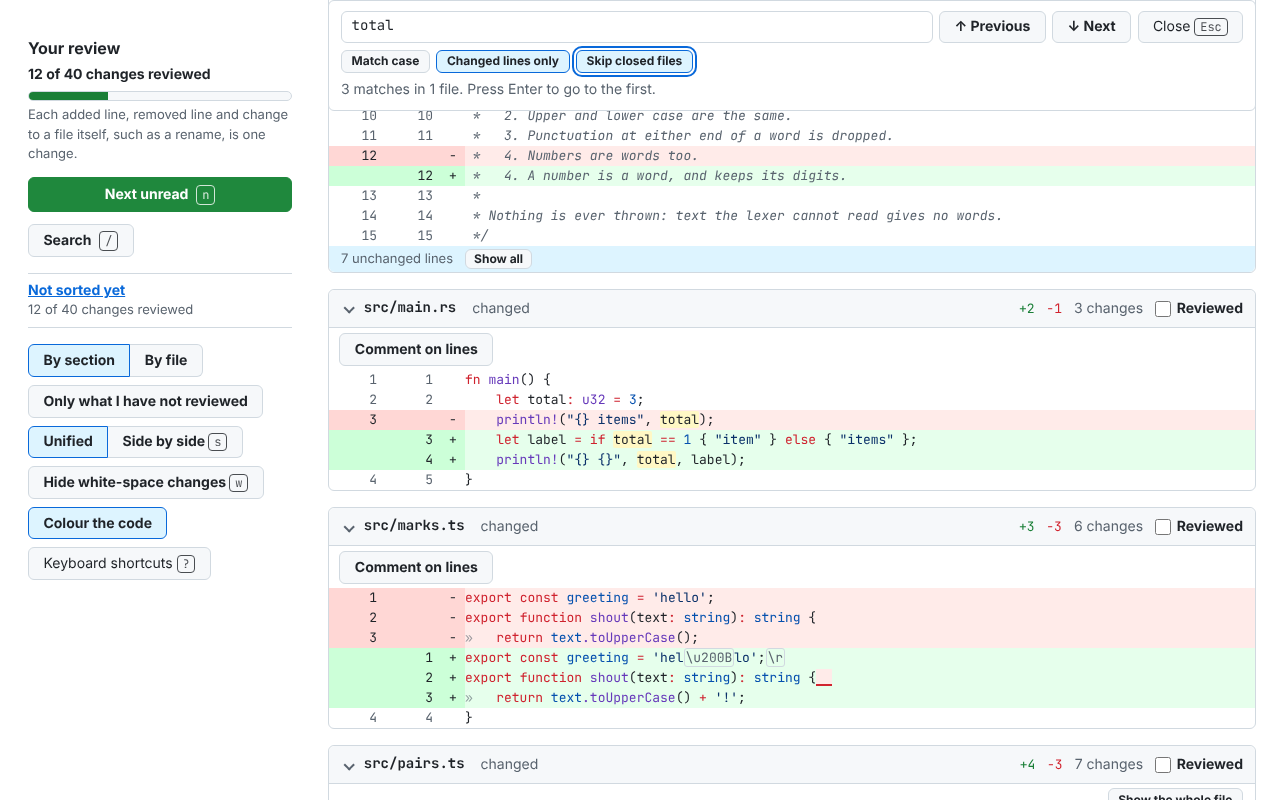 Your review
12 of 40 changes reviewed
Each added line, removed line and change
to a file itself, such as a rename, is one
change.
Next unread n
Search /
Not sorted yet
12 of 40 changes reviewed
By section By file
Only what I have not reviewed
Unified Side by side s
Hide white-space changes w
Colour the code
Keyboard shortcuts ?
total
↑ Previous ↓ Next Close Esc
Match case Changed lines only Skip closed files
3 matches in 1 file. Press Enter to go to the first.
10 10 * 2. Upper and lower case are the same.
11 11 * 3. Punctuation at either end of a word is dropped.
12 - * 4. Numbers are words too.
12 + * 4. A number is a word, and keeps its digits.
13 13 *
14 14 * Nothing is ever thrown: text the lexer cannot read gives no words.
15 15 */
7 unchanged lines Show all
src/main.rs changed +2 -1 3 changes Reviewed
Comment on lines
1 1 fn main() {
2 2 let total: u32 = 3;
3 - println!("{} items", total);
3 + let label = if total == 1 { "item" } else { "items" };
4 + println!("{} {}", total, label);
4 5 }
src/marks.ts changed +3 -3 6 changes Reviewed
Comment on lines
1 - export const greeting = 'hello';
2 - export function shout(text: string): string {
3 - » return text.toUpperCase();
1 + export const greeting = 'hel\u200Blo';\r
2 + export function shout(text: string): string {
3 + » return text.toUpperCase() + '!';
4 4 }
src/pairs.ts changed +4 -3 7 changes Reviewed
Show the whole file